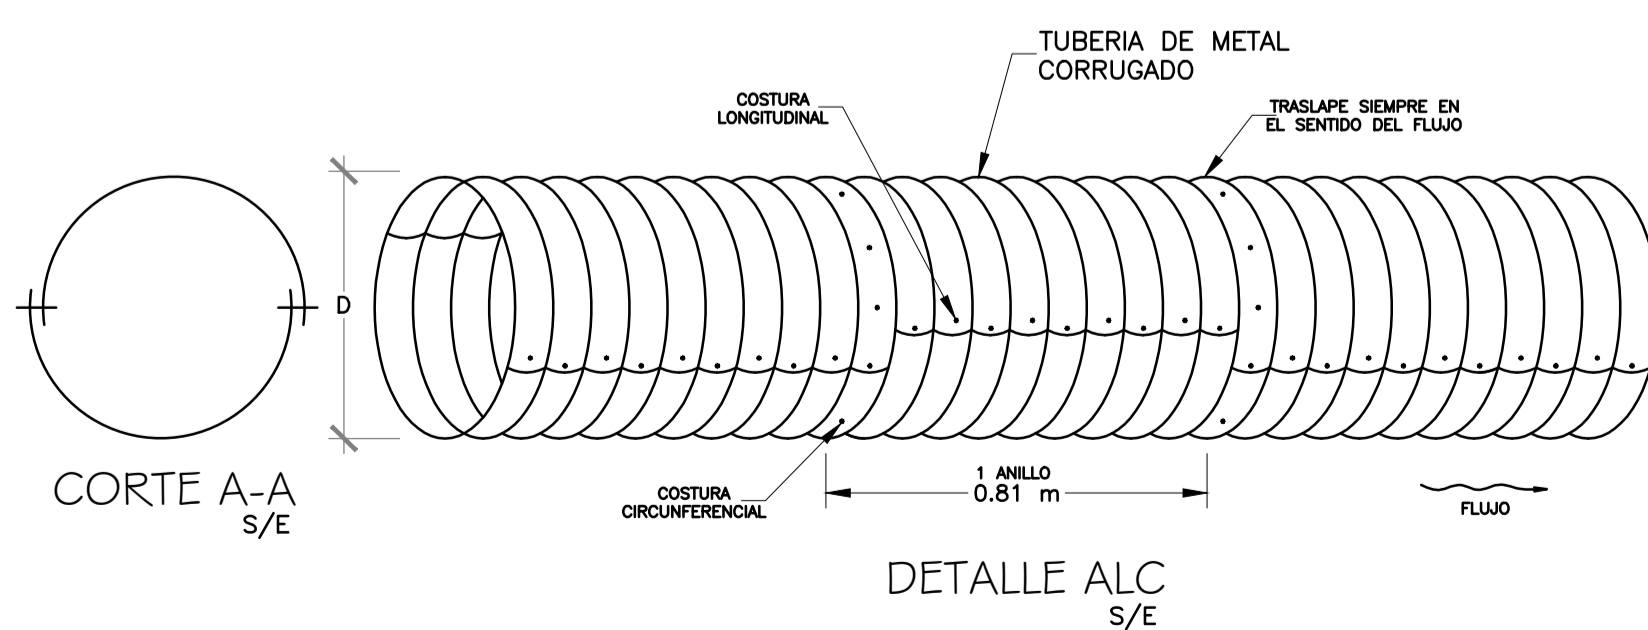 TUBERIA DE METAL
CORRUGADO
COSTURA
LONGITUDINAL
TRASLAPE SIEMPRE EN
EL SENTIDO DEL FLUJO
D
CORTE A-A
S/E
COSTURA
CIRCUNFERENCIAL
1 ANILLO
0.81 m
FLUJO
DETALLE ALC
S/E